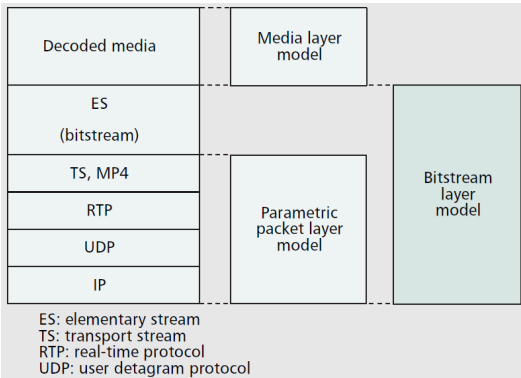 Decoded media
Media layer
model
ES
(bitstream)
TS, MP4
RTP
UDP
IP
Parametric
packet layer
model
Bitstream
layer
model
ES: elementary stream
TS: transport stream
RTP: real-time protocol
UDP: user detagram protocol